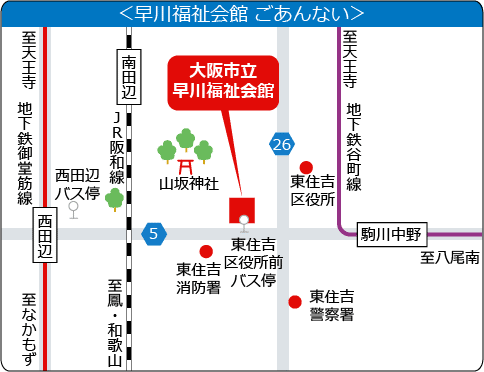 ＜早川福祉会館 ごあんない＞
至天王寺
地下鉄御堂筋線
南田辺
JR阪和線
大阪市立
早川福祉会館
至天王寺
地下鉄谷町線
26
山坂神社
西田辺
バス停
東住吉
区役所
西田辺
5
東住吉
消防署
東住吉
区役所前
バス停
駒川中野
至八尾南
至なかもず
至鳳・和歌山
東住吉
警察署